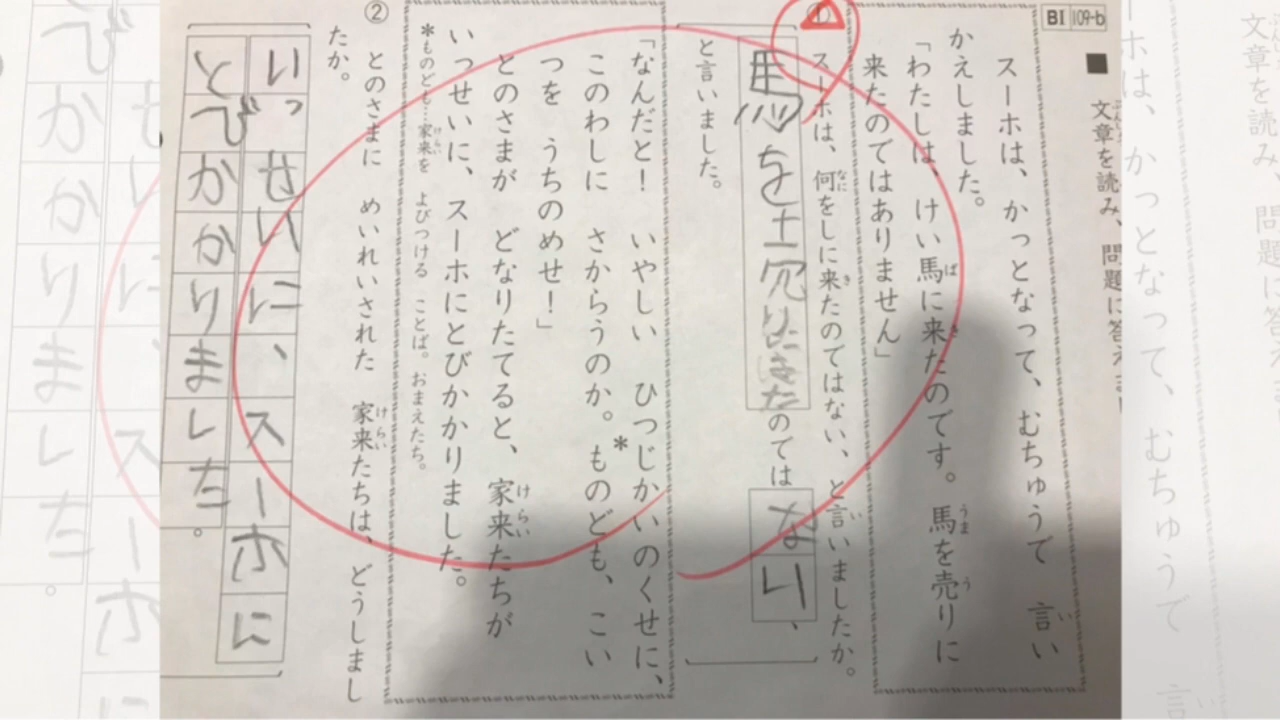 BI 109-b
■ 文章を読み、問題に答えまし
スーホは、かっとなって、むちゅうで 言い
かえしました。
「わたしは、けい馬に来たのです。馬を売りに
来たのではありません」
① スーホは、何をしに来たのではない、と言いましたか。
馬を売りにきたのではない、
と言いました。
「なんだと！ いやしい ひつじかいのくせに、
このわしに さからうのか。*ものども、こい
つを うちのめせ！」
とのさまが どなりたてると、家来たちが
いっせいに、スーホにとびかかりました。
*ものども…家来を よびつける ことば。おまえたち。
② とのさまに めいれいされた 家来たちは、どうしまし
たか。
いっせいに、スーホに
とびかかりました。